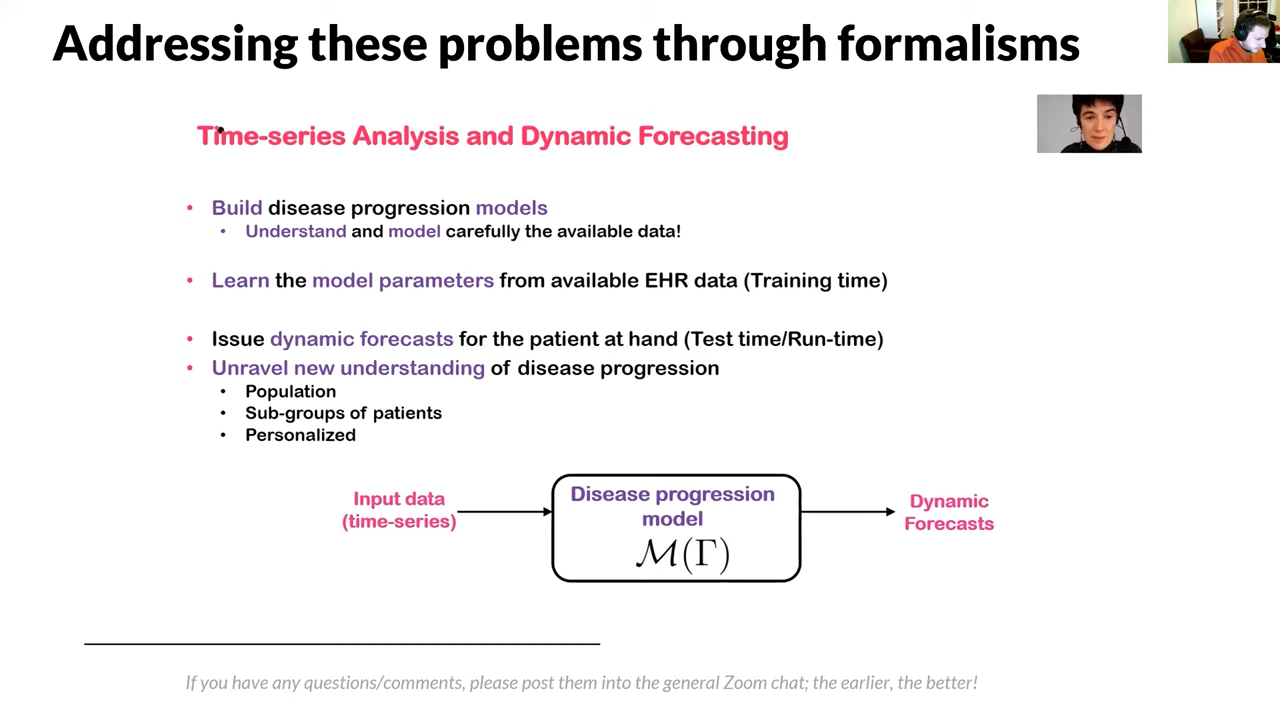 Addressing these problems through formalisms
Time-series Analysis and Dynamic Forecasting
• Build disease progression models
• Understand and model carefully the available data!
• Learn the model parameters from available EHR data (Training time)
• Issue dynamic forecasts for the patient at hand (Test time/Run-time)
• Unravel new understanding of disease progression
• Population
• Sub-groups of patients
• Personalized
Input data
(time-series)
Disease progression
model
ℳ(Γ)
Dynamic
Forecasts
If you have any questions/comments, please post them into the general Zoom chat; the earlier, the better!